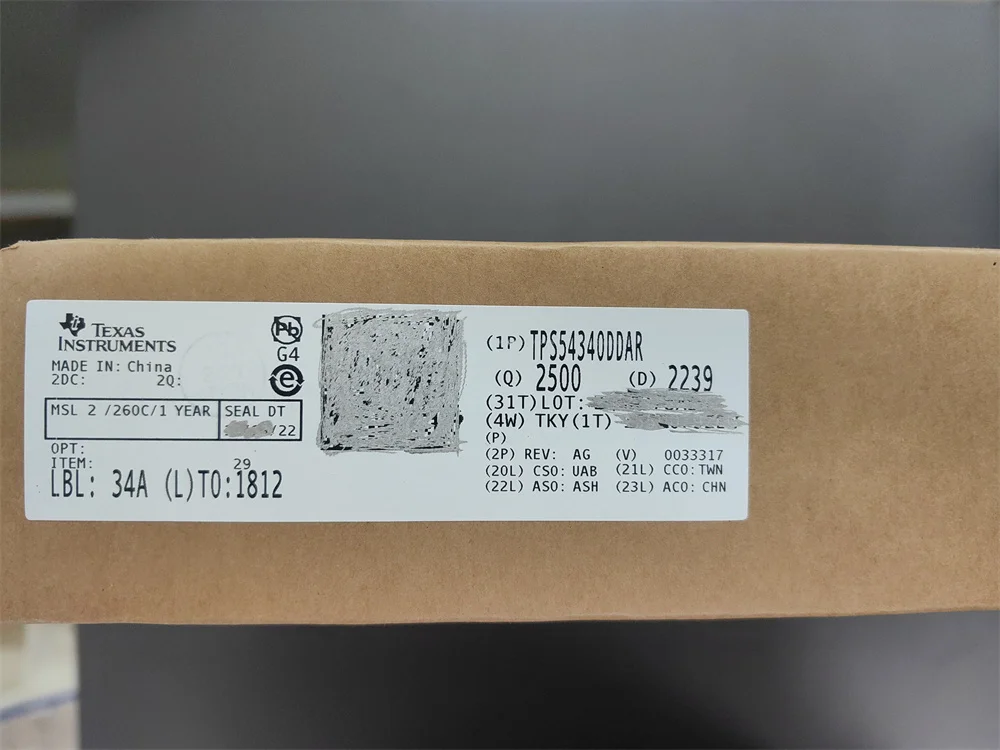 TEXAS
INSTRUMENTS
MADE IN: China
2DC: 2Q:
MSL 2 /260C/1 YEAR
SEAL DT
/22
OPT:
ITEM: 29
LBL: 34A (L)TO:1812
Pb
G4
e
(1P) TPS54340DDAR
(Q) 2500 (D) 2239
(31T)LOT:
(4W) TKY(1T)
(P)
(2P) REV: AG (V) 0033317
(20L) CSO: UAB (21L) CCO:TWN
(22L) ASO: ASH (23L) ACO: CHN